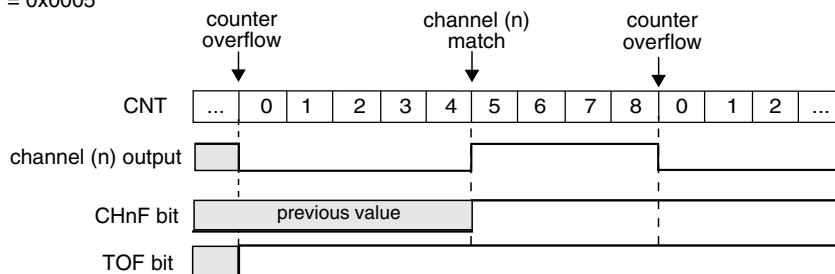 = 0x0005
counter overflow
channel (n) match
counter overflow
CNT ... 0 1 2 3 4 5 6 7 8 0 1 2 ...
channel (n) output
CHnF bit previous value
TOF bit